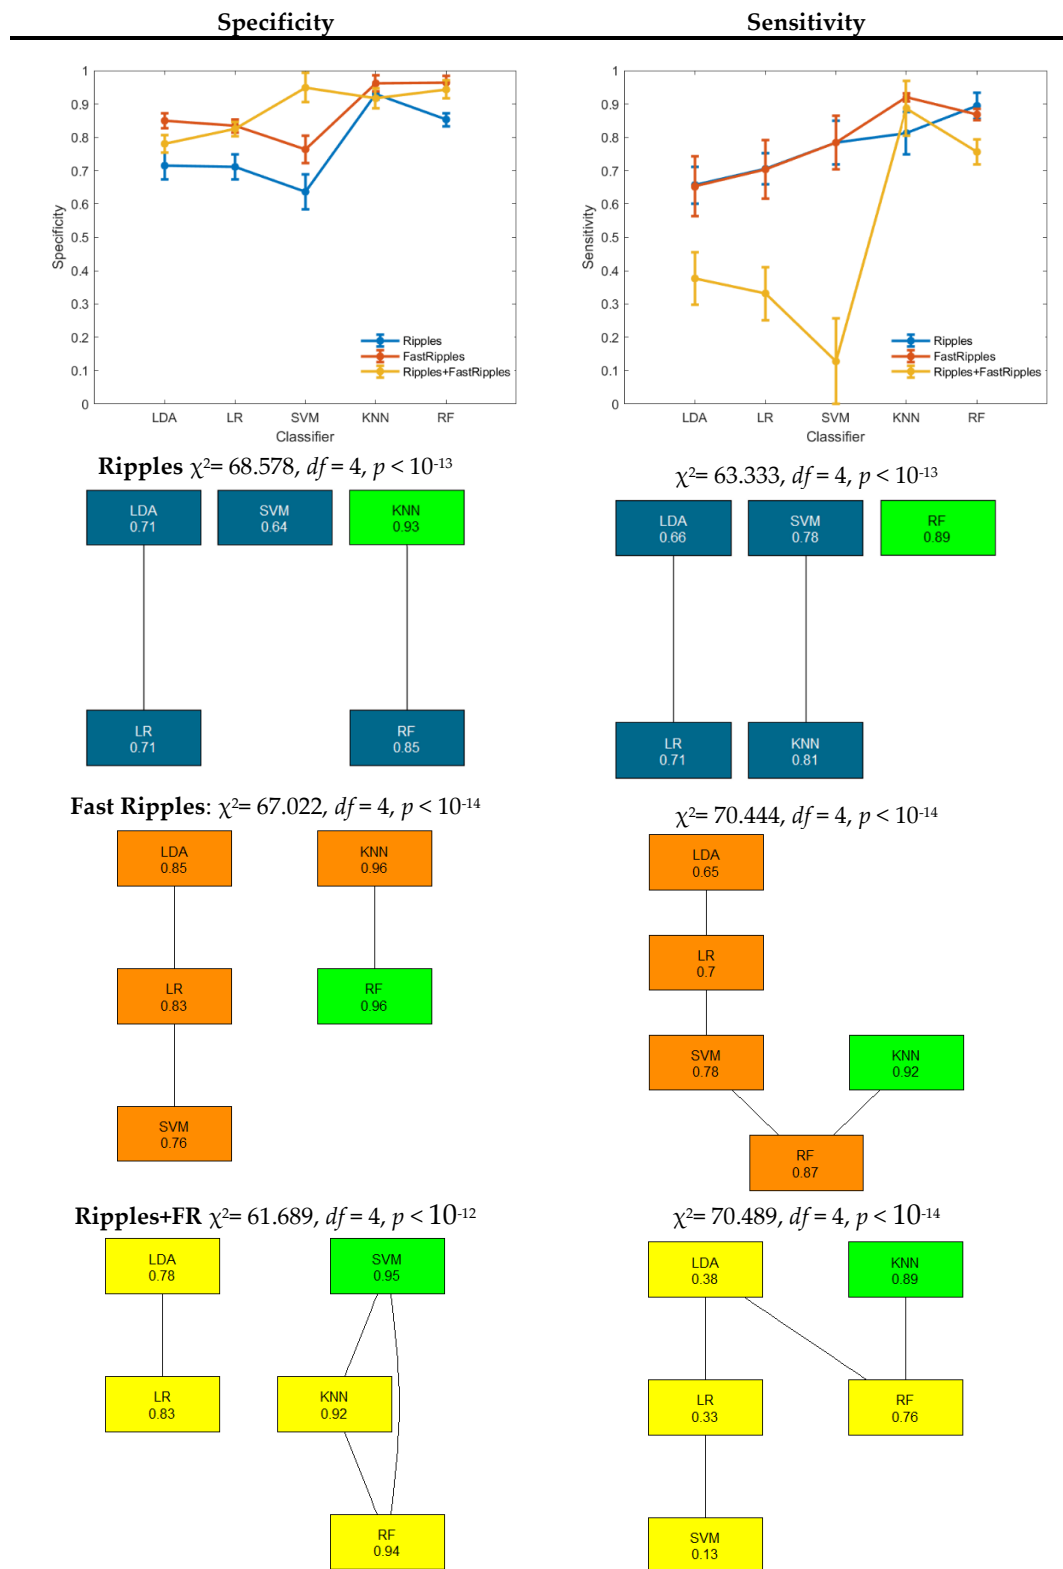 Specificity Sensitivity
1 1
0.9 0.9
0.8 0.8
0.7 0.7
0.6 0.6
0.5 0.5
0.4 0.4
0.3 0.3
0.2 0.2
0.1 0.1
0 0
Specificity Sensitivity
Ripples Ripples
FastRipples FastRipples
Ripples+FastRipples Ripples+FastRipples
LDA LR SVM KNN RF LDA LR SVM KNN RF
Classifier Classifier
Ripples χ²= 68.578, df = 4, p < 10⁻¹³ χ²= 63.333, df = 4, p < 10⁻¹³
LDA SVM KNN LDA SVM RF
0.71 0.64 0.93 0.66 0.78 0.89
LR RF LR KNN
0.71 0.85 0.71 0.81
Fast Ripples: χ²= 67.022, df = 4, p < 10⁻¹⁴ χ²= 70.444, df = 4, p < 10⁻¹⁴
LDA KNN LDA
0.85 0.96 0.65
LR RF LR
0.83 0.96 0.7
SVM KNN
0.78 0.92
SVM
0.76
RF
0.87
Ripples+FR χ²= 61.689, df = 4, p < 10⁻¹² χ²= 70.489, df = 4, p < 10⁻¹⁴
LDA SVM LDA KNN
0.78 0.95 0.38 0.89
LR KNN LR RF
0.83 0.92 0.33 0.76
RF SVM
0.94 0.13